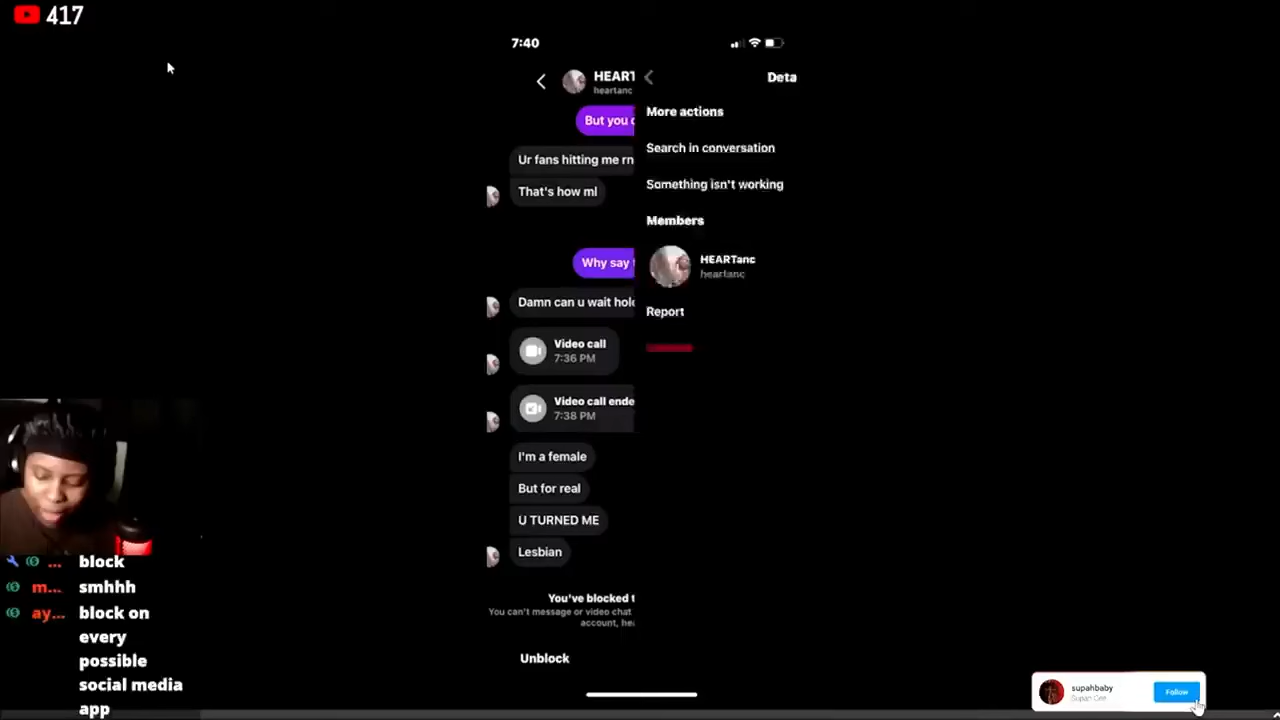 417
7:40
HEART
heartanc
But you
Ur fans hitting me rn
That's how ml
Why say
Damn can u wait hol
Video call
7:36 PM
Video call ende
7:38 PM
I'm a female
But for real
U TURNED ME
Lesbian
You've blocked
You can't message or video chat
account,
Unblock
Deta
More actions
Search in conversation
Something isn't working
Members
HEARTanc
heartanc
Report
... block
m... smhhh
ay... block on
every
possible
social media
app
supahbaby
Follow